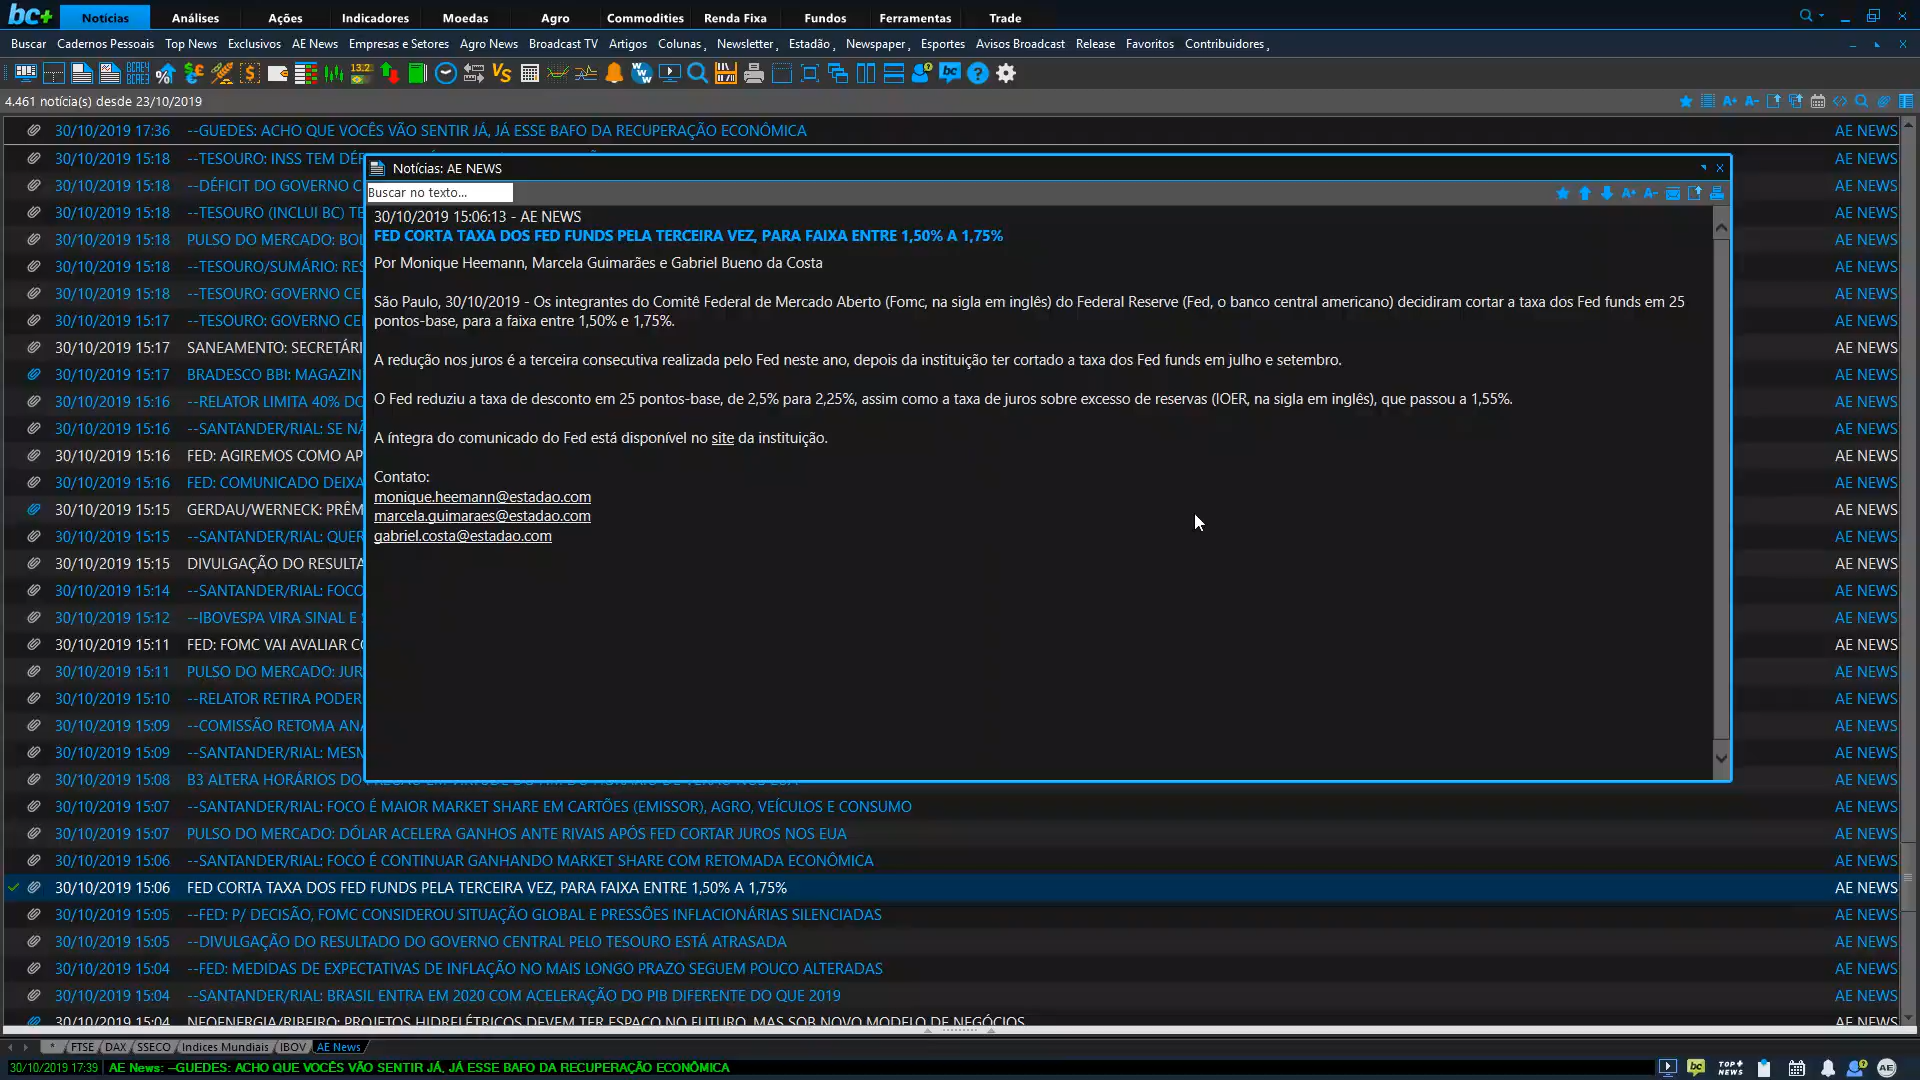 bc+ Notícias Análises Ações Indicadores Moedas Agro Commodities Renda Fixa Fundos Ferramentas Trade
Buscar Cadernos Pessoais Top News Exclusivos AE News Empresas e Setores Agro News Broadcast TV Artigos Colunas Newsletter Estadão Newspaper Esportes Avisos Broadcast Release Favoritos Contribuidores
4.461 notícia(s) desde 23/10/2019
30/10/2019 17:36 --GUEDES: ACHO QUE VOCÊS VÃO SENTIR JÁ, JÁ ESSE BAFO DA RECUPERAÇÃO ECONÔMICA AE NEWS
30/10/2019 15:18 --TESOURO: INSS TEM DÉF AE NEWS
30/10/2019 15:18 --DÉFICIT DO GOVERNO C AE NEWS
30/10/2019 15:18 --TESOURO (INCLUI BC) TE AE NEWS
30/10/2019 15:18 PULSO DO MERCADO: BOL AE NEWS
30/10/2019 15:18 --TESOURO/SUMÁRIO: RES AE NEWS
30/10/2019 15:18 --TESOURO: GOVERNO CE AE NEWS
30/10/2019 15:17 --TESOURO: GOVERNO CE AE NEWS
30/10/2019 15:17 SANEAMENTO: SECRETÁRI AE NEWS
30/10/2019 15:17 BRADESCO BBI: MAGAZIN AE NEWS
30/10/2019 15:16 --RELATOR LIMITA 40% DO AE NEWS
30/10/2019 15:16 --SANTANDER/RIAL: SE NÃ AE NEWS
30/10/2019 15:16 FED: AGIREMOS COMO AP AE NEWS
30/10/2019 15:16 FED: COMUNICADO DEIXA AE NEWS
30/10/2019 15:15 GERDAU/WERNECK: PRÊM AE NEWS
30/10/2019 15:15 --SANTANDER/RIAL: QUER AE NEWS
30/10/2019 15:15 DIVULGAÇÃO DO RESULTA AE NEWS
30/10/2019 15:14 --SANTANDER/RIAL: FOCO AE NEWS
30/10/2019 15:12 --IBOVESPA VIRA SINAL E AE NEWS
30/10/2019 15:11 FED: FOMC VAI AVALIAR CO AE NEWS
30/10/2019 15:11 PULSO DO MERCADO: JUR AE NEWS
30/10/2019 15:10 --RELATOR RETIRA PODER AE NEWS
30/10/2019 15:09 --COMISSÃO RETOMA ANÁ AE NEWS
30/10/2019 15:09 --SANTANDER/RIAL: MESM AE NEWS
30/10/2019 15:08 B3 ALTERA HORÁRIOS DO AE NEWS
30/10/2019 15:07 --SANTANDER/RIAL: FOCO É MAIOR MARKET SHARE EM CARTÕES (EMISSOR), AGRO, VEÍCULOS E CONSUMO AE NEWS
30/10/2019 15:07 PULSO DO MERCADO: DÓLAR ACELERA GANHOS ANTE RIVAIS APÓS FED CORTAR JUROS NOS EUA AE NEWS
30/10/2019 15:06 --SANTANDER/RIAL: FOCO É CONTINUAR GANHANDO MARKET SHARE COM RETOMADA ECONÔMICA AE NEWS
30/10/2019 15:06 FED CORTA TAXA DOS FED FUNDS PELA TERCEIRA VEZ, PARA FAIXA ENTRE 1,50% A 1,75% AE NEWS
30/10/2019 15:05 --FED: P/ DECISÃO, FOMC CONSIDEROU SITUAÇÃO GLOBAL E PRESSÕES INFLACIONÁRIAS SILENCIADAS AE NEWS
30/10/2019 15:05 --DIVULGAÇÃO DO RESULTADO DO GOVERNO CENTRAL PELO TESOURO ESTÁ ATRASADA AE NEWS
30/10/2019 15:04 --FED: MEDIDAS DE EXPECTATIVAS DE INFLAÇÃO NO MAIS LONGO PRAZO SEGUEM POUCO ALTERADAS AE NEWS
30/10/2019 15:04 --SANTANDER/RIAL: BRASIL ENTRA EM 2020 COM ACELERAÇÃO DO PIB DIFERENTE DO QUE 2019 AE NEWS
30/10/2019 15:04 NEOENERGIA/RIBEIRO: PROJETOS HIDRELÉTRICOS DEVEM TER ESPAÇO NO FUTURO, MAS SOB NOVO MODELO DE NEGÓCIOS AE NEWS
Notícias: AE NEWS
Buscar no texto...
30/10/2019 15:06:13 - AE NEWS
FED CORTA TAXA DOS FED FUNDS PELA TERCEIRA VEZ, PARA FAIXA ENTRE 1,50% A 1,75%
Por Monique Heemann, Marcela Guimarães e Gabriel Bueno da Costa
São Paulo, 30/10/2019 - Os integrantes do Comitê Federal de Mercado Aberto (Fomc, na sigla em inglês) do Federal Reserve (Fed, o banco central americano) decidiram cortar a taxa dos Fed funds em 25
pontos-base, para a faixa entre 1,50% e 1,75%.
A redução nos juros é a terceira consecutiva realizada pelo Fed neste ano, depois da instituição ter cortado a taxa dos Fed funds em julho e setembro.
O Fed reduziu a taxa de desconto em 25 pontos-base, de 2,5% para 2,25%, assim como a taxa de juros sobre excesso de reservas (IOER, na sigla em inglês), que passou a 1,55%.
A íntegra do comunicado do Fed está disponível no site da instituição.
Contato:
monique.heemann@estadao.com
marcela.guimaraes@estadao.com
gabriel.costa@estadao.com
* FTSE DAX SSECO Indices Mundiais IBOV AE News
30/10/2019 17:39 AE News: --GUEDES: ACHO QUE VOCÊS VÃO SENTIR JÁ, JÁ ESSE BAFO DA RECUPERAÇÃO ECONÔMICA bc TOP+ NEWS AE